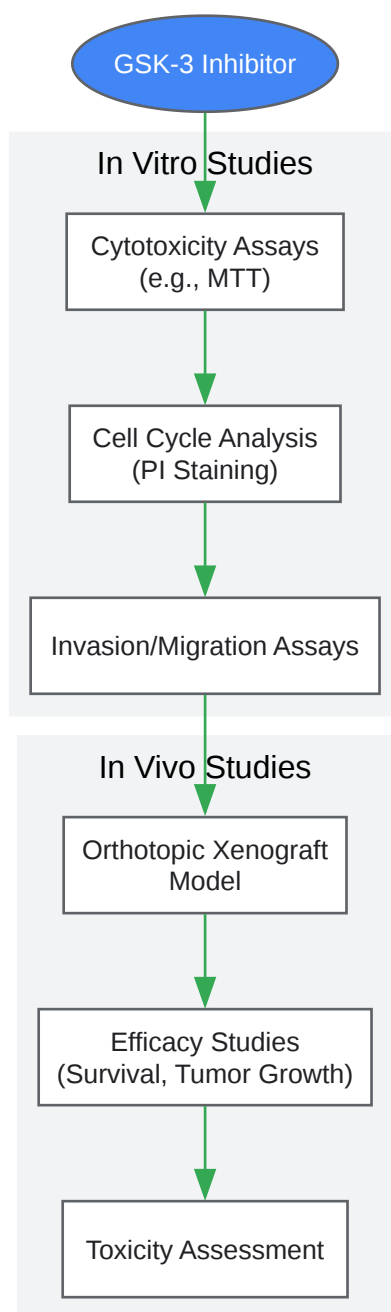 GSK-3 Inhibitor
In Vitro Studies
Cytotoxicity Assays
(e.g., MTT)
Cell Cycle Analysis
(PI Staining)
Invasion/Migration Assays
In Vivo Studies
Orthotopic Xenograft
Model
Efficacy Studies
(Survival, Tumor Growth)
Toxicity Assessment